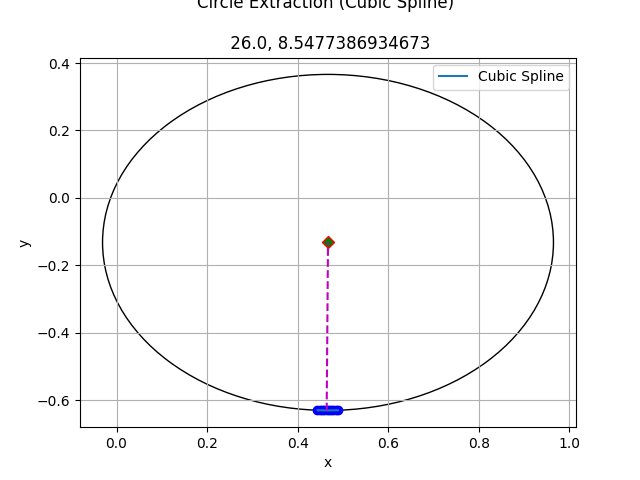 Circle Extraction (Cubic Spline)
26.0, 8.5477386934673
Cubic Spline
0.4
0.2
0.0
−0.2
−0.4
−0.6
y
0.0 0.2 0.4 0.6 0.8 1.0
x